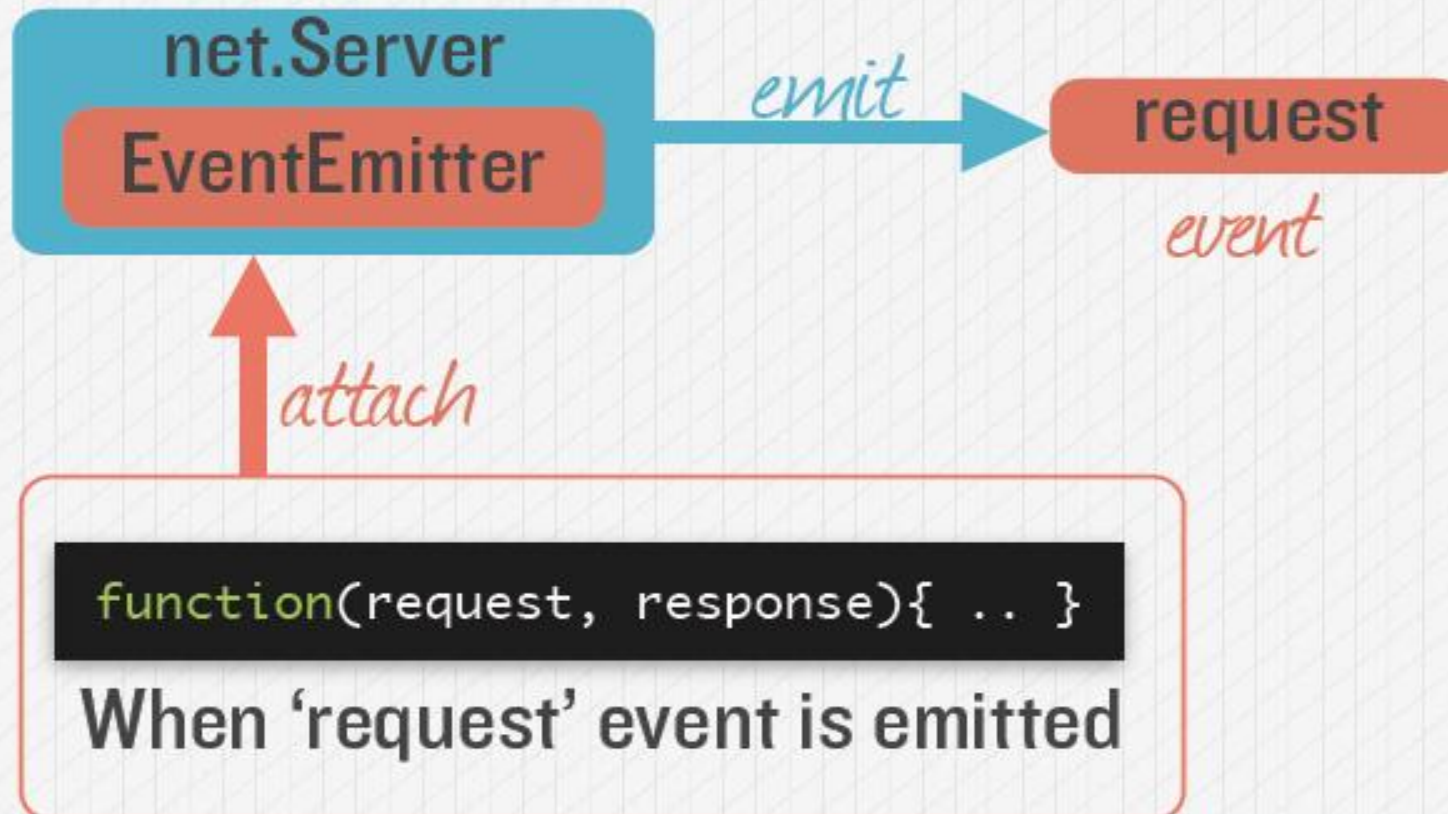 net.Server
EventEmitter
emit
request
event
attach
function(request, response){ .. }
When ‘request’ event is emitted